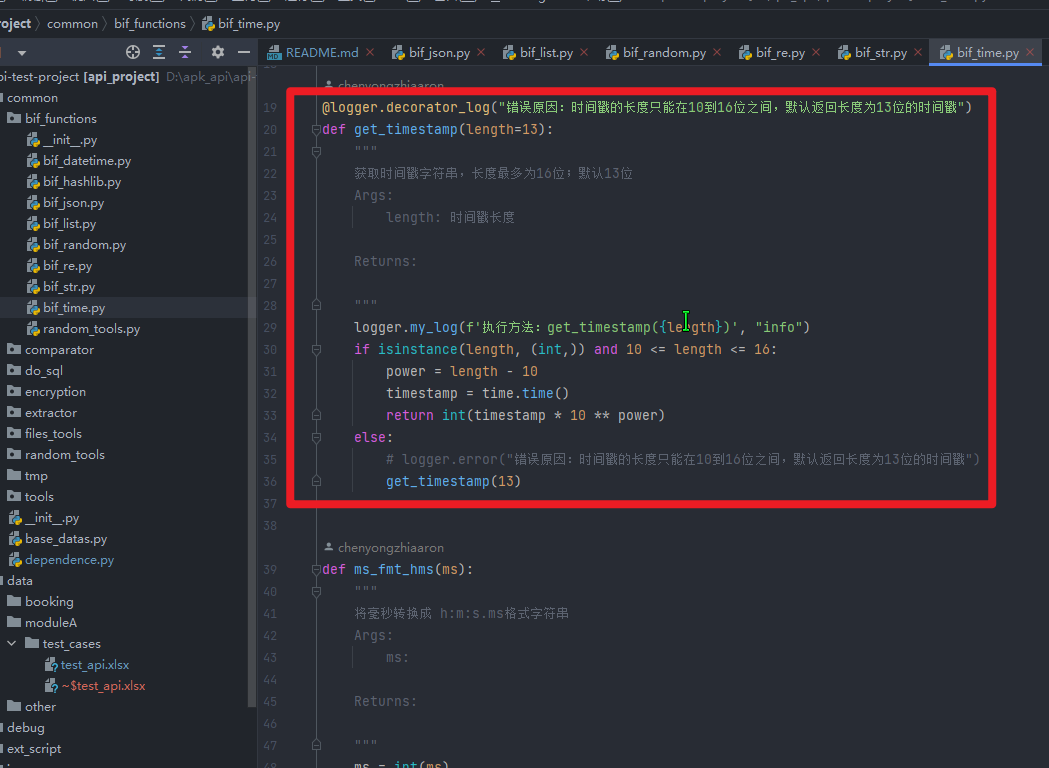 roject › common › bif_functions › bif_time.py
README.md bif_json.py bif_list.py bif_random.py bif_re.py bif_str.py bif_time.py
pi-test-project [api_project] D:\apk_api\api-
common
bif_functions
__init__.py
bif_datetime.py
bif_hashlib.py
bif_json.py
bif_list.py
bif_random.py
bif_re.py
bif_str.py
bif_time.py
random_tools.py
comparator
do_sql
encryption
extractor
files_tools
random_tools
tmp
tools
__init__.py
base_datas.py
dependence.py
data
booking
moduleA
test_cases
test_api.xlsx
~$test_api.xlsx
other
debug
ext_script
chenyongzhiaaron
19 @logger.decorator_log("错误原因：时间戳的长度只能在10到16位之间，默认返回长度为13位的时间戳")
20 def get_timestamp(length=13):
21 """
22 获取时间戳字符串，长度最多为16位；默认13位
23 Args:
24 length: 时间戳长度
25
26 Returns:
27
28 """
29 logger.my_log(f'执行方法：get_timestamp({length})', "info")
30 if isinstance(length, (int,)) and 10 <= length <= 16:
31 power = length - 10
32 timestamp = time.time()
33 return int(timestamp * 10 ** power)
34 else:
35 # logger.error("错误原因：时间戳的长度只能在10到16位之间，默认返回长度为13位的时间戳")
36 get_timestamp(13)
37
38
chenyongzhiaaron
39 def ms_fmt_hms(ms):
40 """
41 将毫秒转换成 h:m:s.ms格式字符串
42 Args:
43 ms:
44
45 Returns:
46
47 """
48 ms = int(ms)